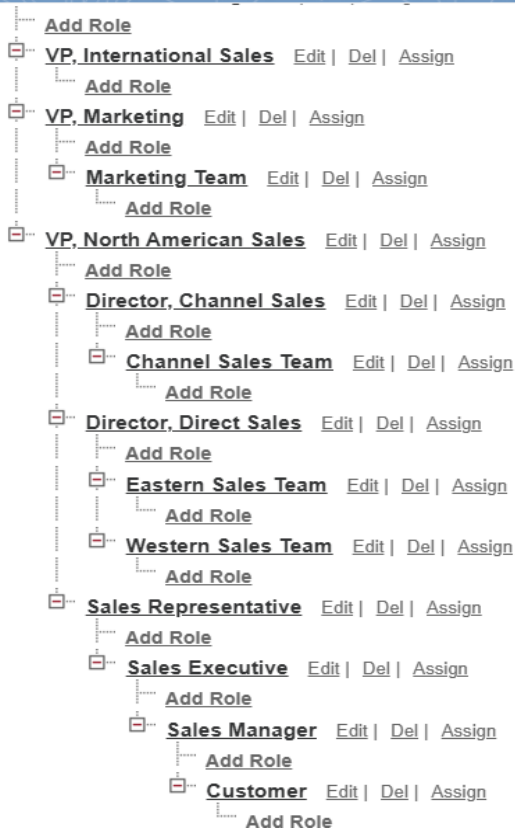 Add Role
VP, International Sales Edit | Del | Assign
Add Role
VP, Marketing Edit | Del | Assign
Add Role
Marketing Team Edit | Del | Assign
Add Role
VP, North American Sales Edit | Del | Assign
Add Role
Director, Channel Sales Edit | Del | Assign
Add Role
Channel Sales Team Edit | Del | Assign
Add Role
Director, Direct Sales Edit | Del | Assign
Add Role
Eastern Sales Team Edit | Del | Assign
Add Role
Western Sales Team Edit | Del | Assign
Add Role
Sales Representative Edit | Del | Assign
Add Role
Sales Executive Edit | Del | Assign
Add Role
Sales Manager Edit | Del | Assign
Add Role
Customer Edit | Del | Assign
Add Role